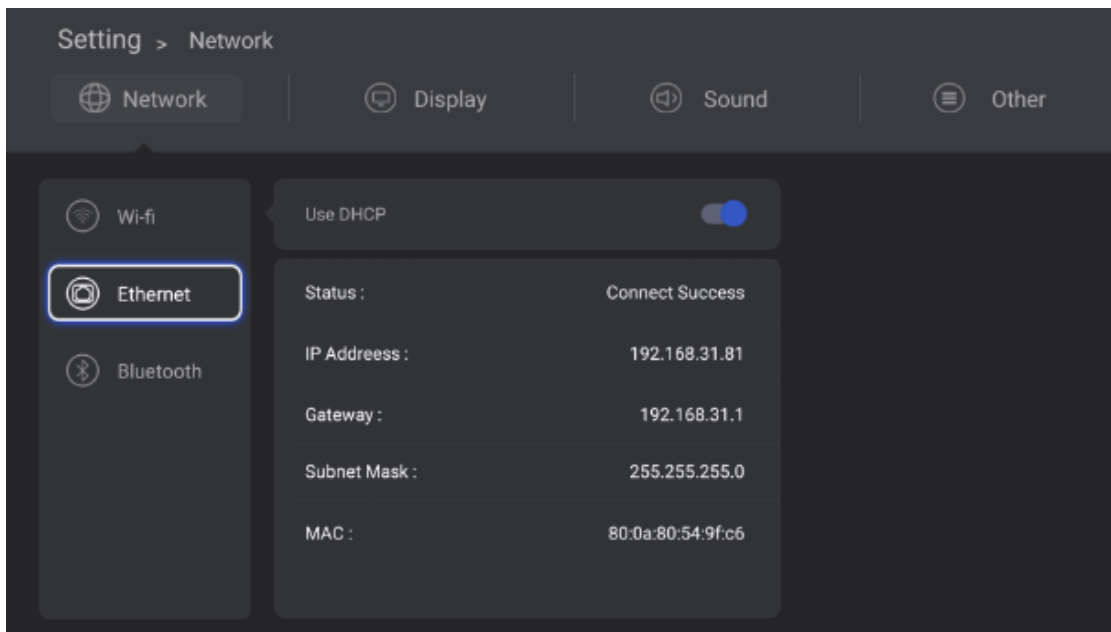 Setting > Network
Network Display Sound Other
Wi-fi
Ethernet
Bluetooth
Use DHCP
Status : Connect Success
IP Addreess : 192.168.31.81
Gateway : 192.168.31.1
Subnet Mask : 255.255.255.0
MAC : 80:0a:80:54:9f:c6